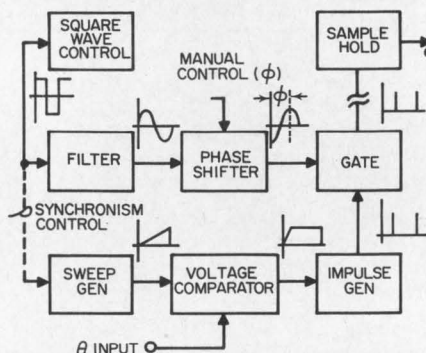 SQUARE
WAVE
CONTROL
SAMPLE
HOLD
MANUAL
CONTROL (ϕ)
ϕ
FILTER
PHASE
SHIFTER
GATE
SYNCHRONISM
CONTROL
SWEEP
GEN
VOLTAGE
COMPARATOR
IMPULSE
GEN
θ INPUT